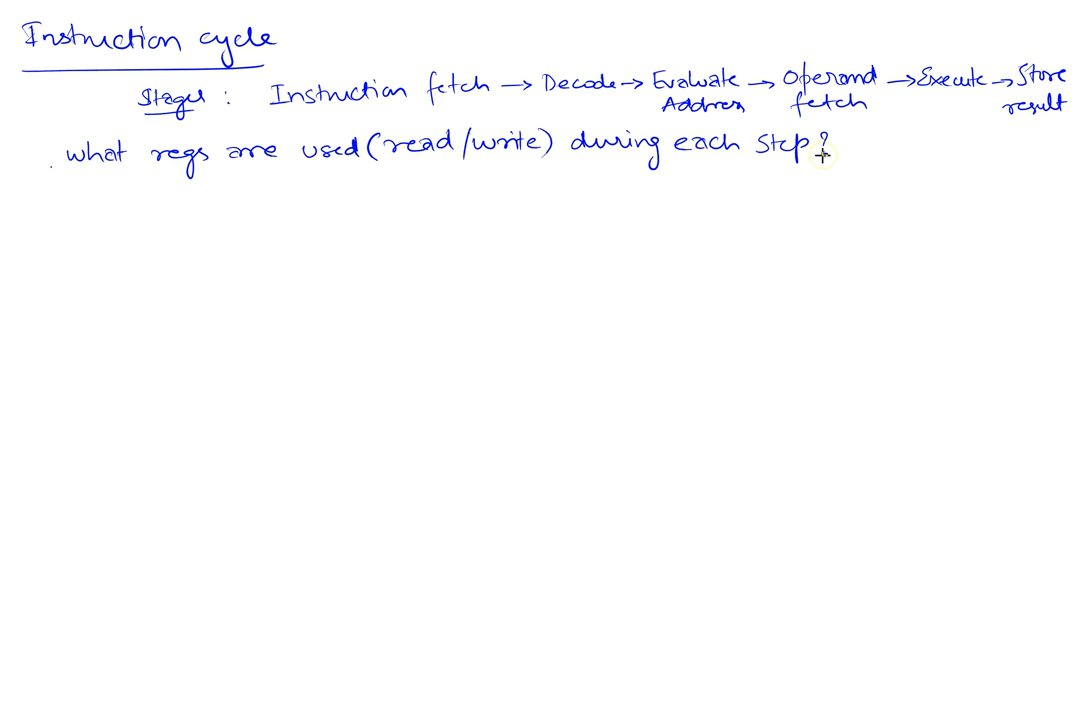 Instruction cycle
Stages : Instruction fetch → Decode → Evaluate Address → Operand fetch → Execute → Store result
. what regs are used (read/write) during each step?